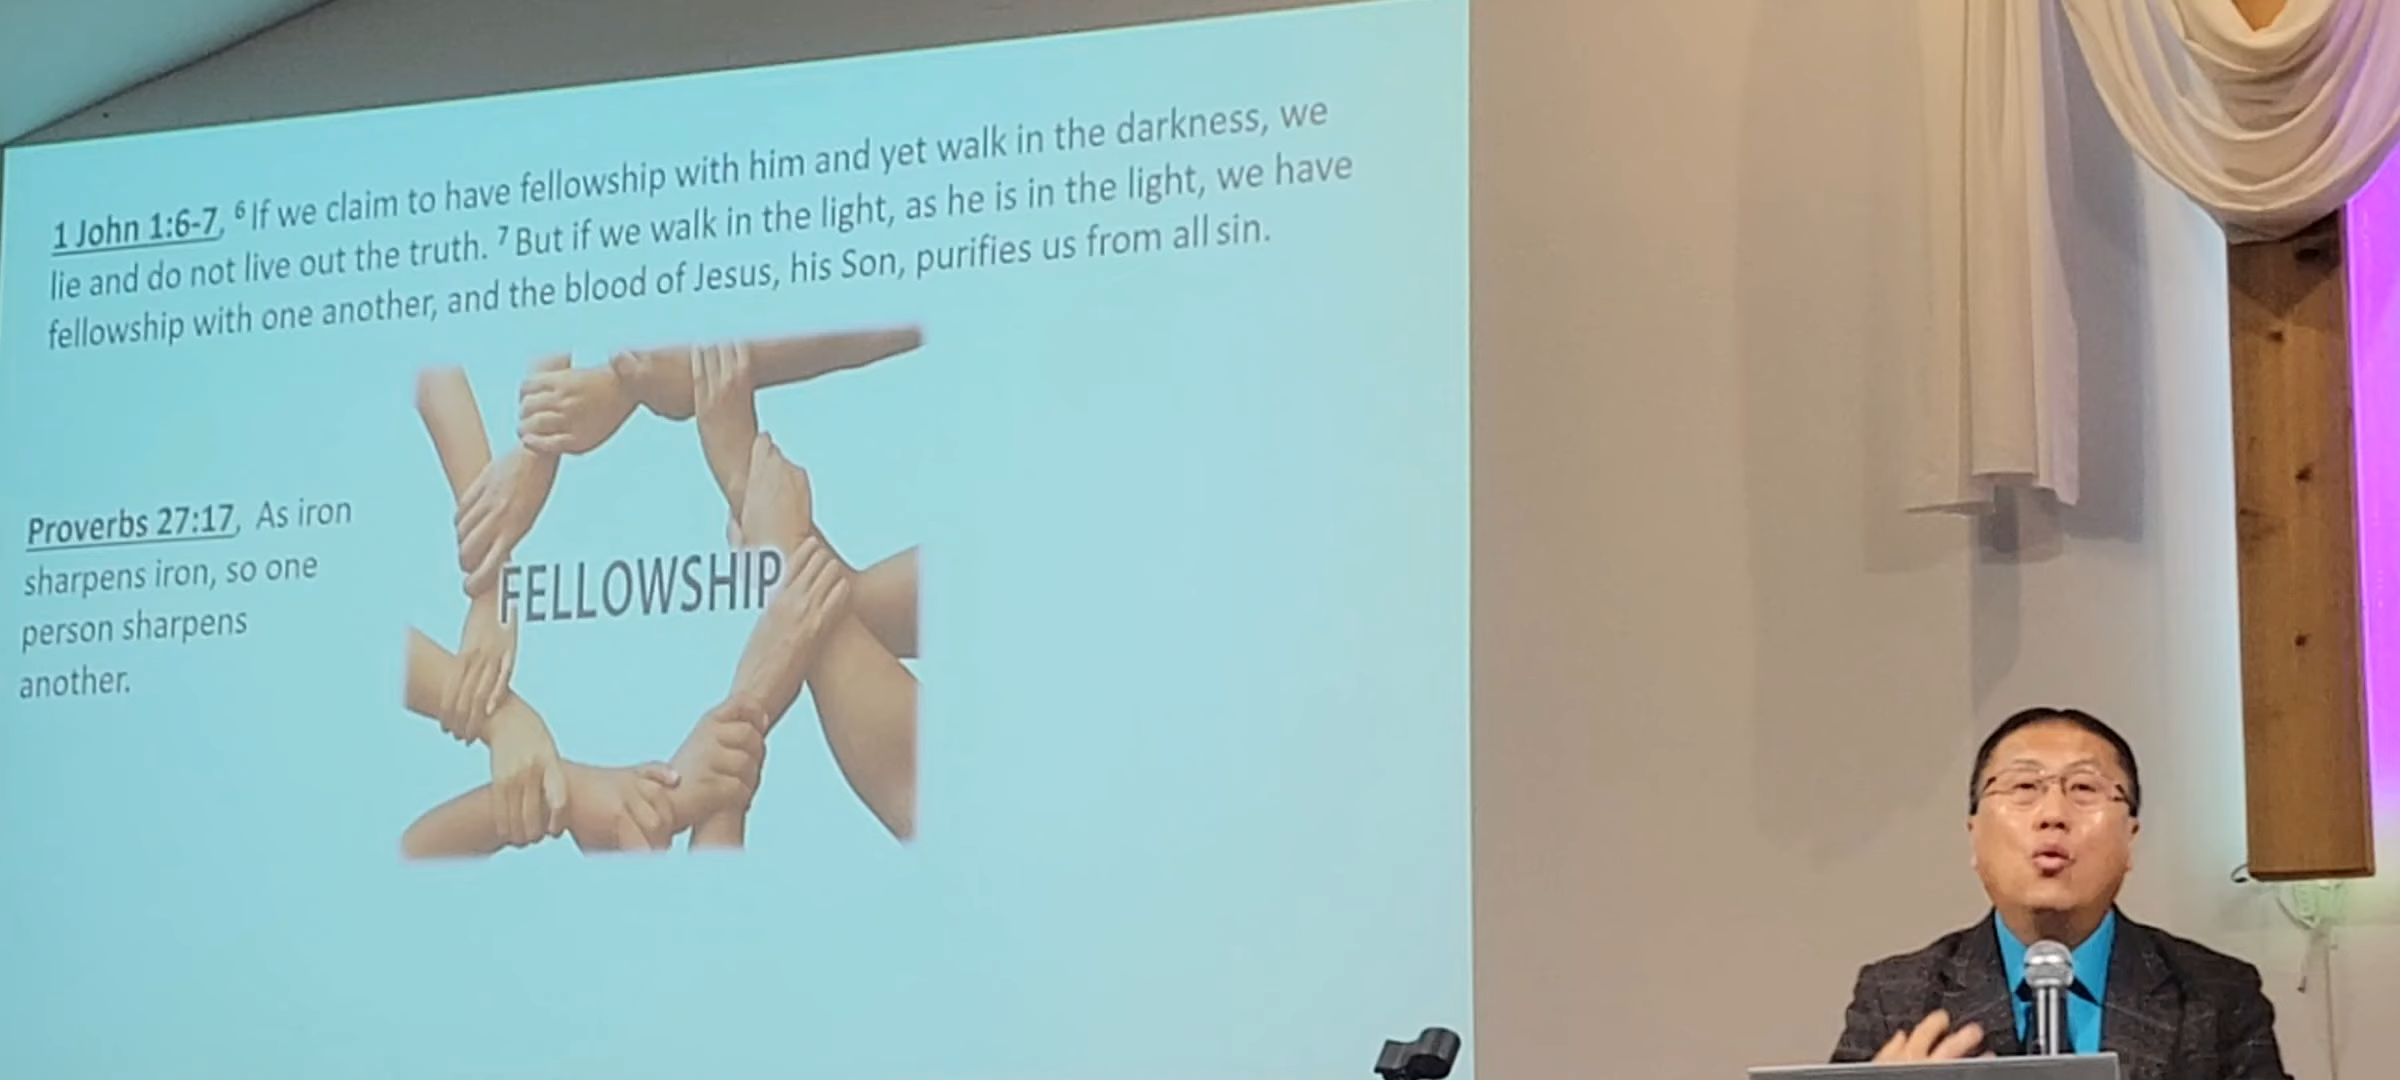 1 John 1:6-7, ⁶ If we claim to have fellowship with him and yet walk in the darkness, we
lie and do not live out the truth. ⁷ But if we walk in the light, as he is in the light, we have
fellowship with one another, and the blood of Jesus, his Son, purifies us from all sin.
Proverbs 27:17, As iron
sharpens iron, so one
person sharpens
another.
FELLOWSHIP